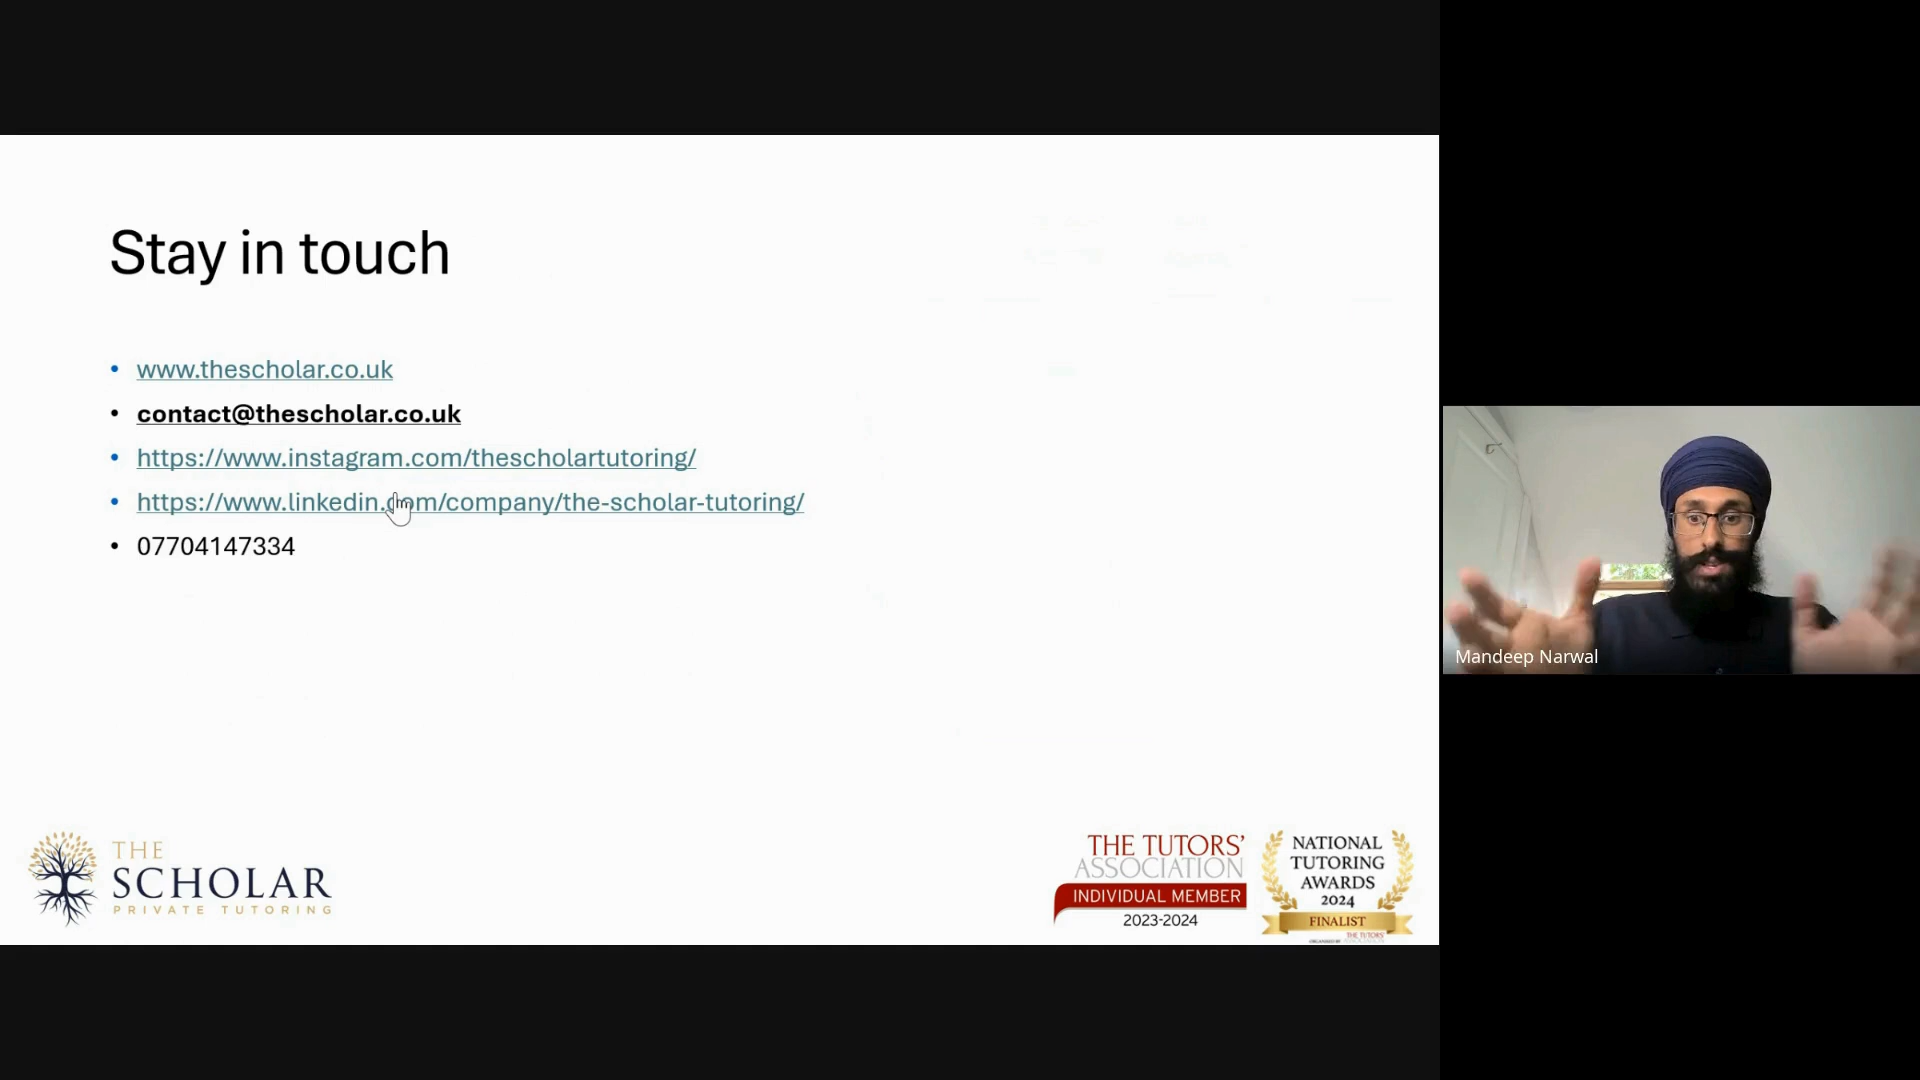 Stay in touch
• www.thescholar.co.uk
• contact@thescholar.co.uk
• https://www.instagram.com/thescholartutoring/
• https://www.linkedin.com/company/the-scholar-tutoring/
• 07704147334
Mandeep Narwal
THE
SCHOLAR
PRIVATE TUTORING
THE TUTORS'
ASSOCIATION
INDIVIDUAL MEMBER
2023-2024
NATIONAL
TUTORING
AWARDS
2024
FINALIST
THE TUTORS'